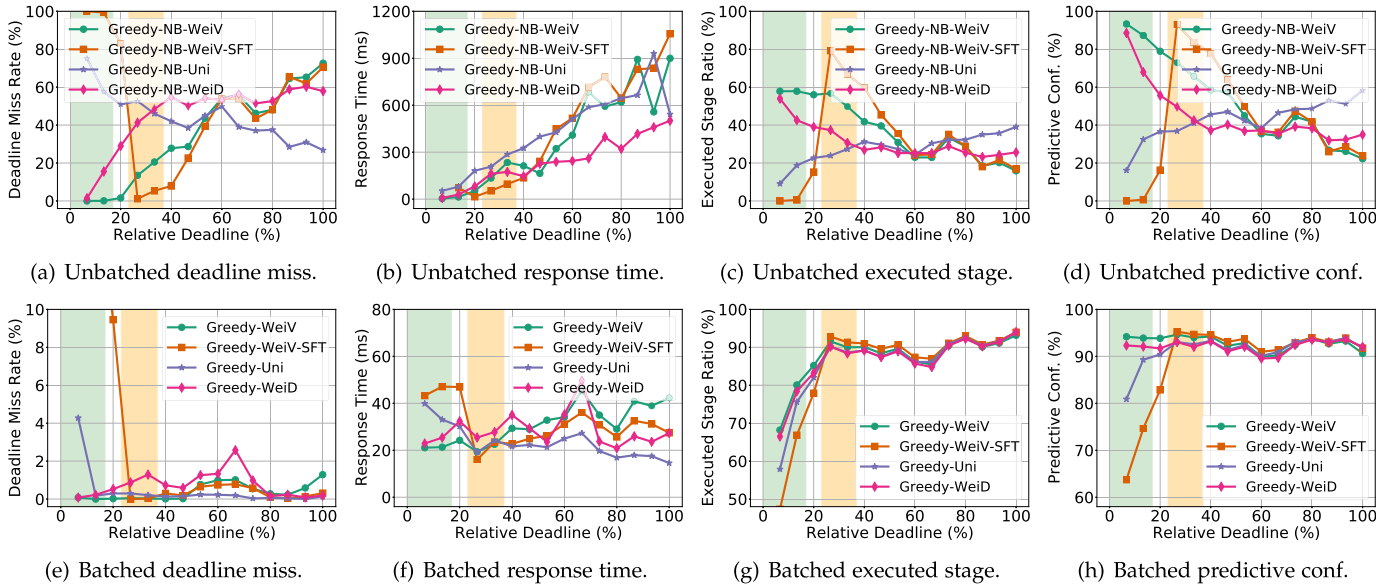 Deadline Miss Rate (%)
100
80
60
40
20
0
Greedy-NB-WeiV
Greedy-NB-WeiV-SFT
Greedy-NB-Uni
Greedy-NB-WeiD
0 20 40 60 80 100
Relative Deadline (%)
(a) Unbatched deadline miss.
Response Time (ms)
1200
900
600
300
0
Greedy-NB-WeiV
Greedy-NB-WeiV-SFT
Greedy-NB-Uni
Greedy-NB-WeiD
0 20 40 60 80 100
Relative Deadline (%)
(b) Unbatched response time.
Executed Stage Ratio (%)
100
80
60
40
20
0
Greedy-NB-WeiV
Greedy-NB-WeiV-SFT
Greedy-NB-Uni
Greedy-NB-WeiD
0 20 40 60 80 100
Relative Deadline (%)
(c) Unbatched executed stage.
Predictive Conf. (%)
100
80
60
40
20
0
Greedy-NB-WeiV
Greedy-NB-WeiV-SFT
Greedy-NB-Uni
Greedy-NB-WeiD
0 20 40 60 80 100
Relative Deadline (%)
(d) Unbatched predictive conf.
Deadline Miss Rate (%)
10
8
6
4
2
0
Greedy-WeiV
Greedy-WeiV-SFT
Greedy-Uni
Greedy-WeiD
0 20 40 60 80 100
Relative Deadline (%)
(e) Batched deadline miss.
Response Time (ms)
80
60
40
20
0
Greedy-WeiV
Greedy-WeiV-SFT
Greedy-Uni
Greedy-WeiD
0 20 40 60 80 100
Relative Deadline (%)
(f) Batched response time.
Executed Stage Ratio (%)
100
90
80
70
60
50
Greedy-WeiV
Greedy-WeiV-SFT
Greedy-Uni
Greedy-WeiD
0 20 40 60 80 100
Relative Deadline (%)
(g) Batched executed stage.
Predictive Conf. (%)
100
90
80
70
60
Greedy-WeiV
Greedy-WeiV-SFT
Greedy-Uni
Greedy-WeiD
0 20 40 60 80 100
Relative Deadline (%)
(h) Batched predictive conf.